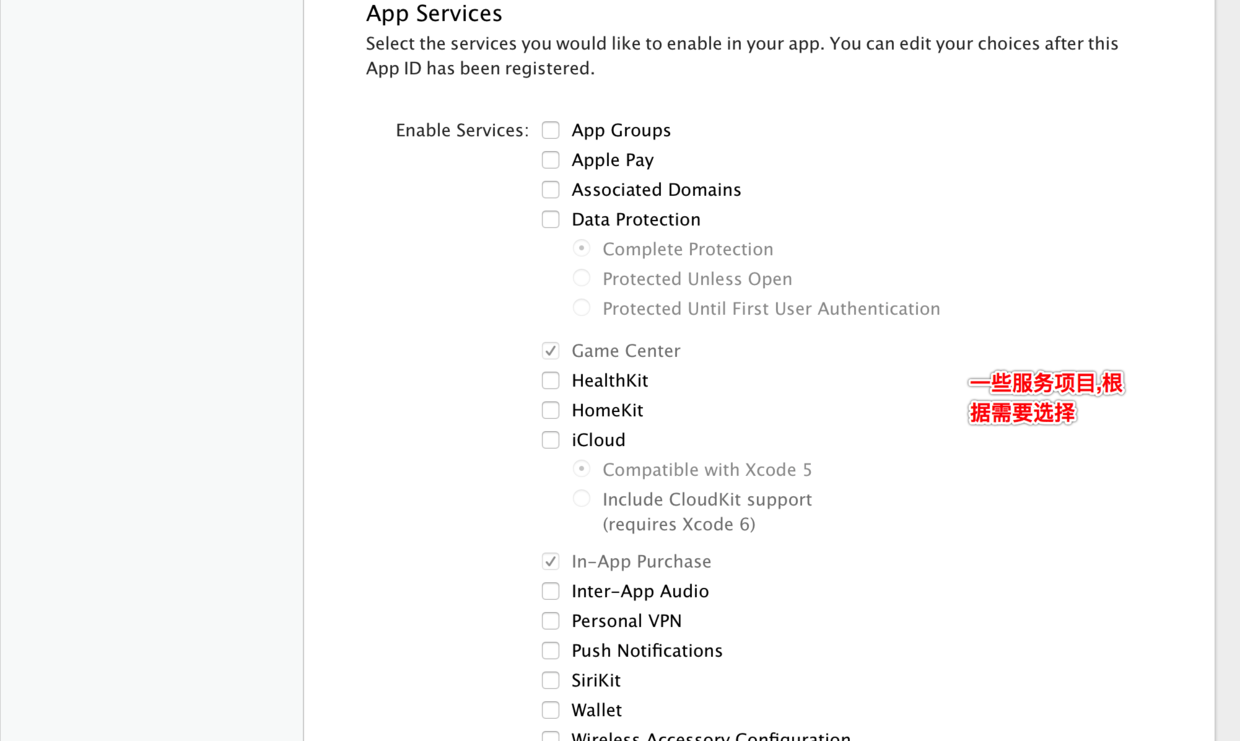 App Services
Select the services you would like to enable in your app. You can edit your choices after this
App ID has been registered.
Enable Services:
App Groups
Apple Pay
Associated Domains
Data Protection
Complete Protection
Protected Unless Open
Protected Until First User Authentication
Game Center
HealthKit
一些服务项目,根
据需要选择
HomeKit
iCloud
Compatible with Xcode 5
Include CloudKit support
(requires Xcode 6)
In-App Purchase
Inter-App Audio
Personal VPN
Push Notifications
SiriKit
Wallet
Wireless Accessory Configuration